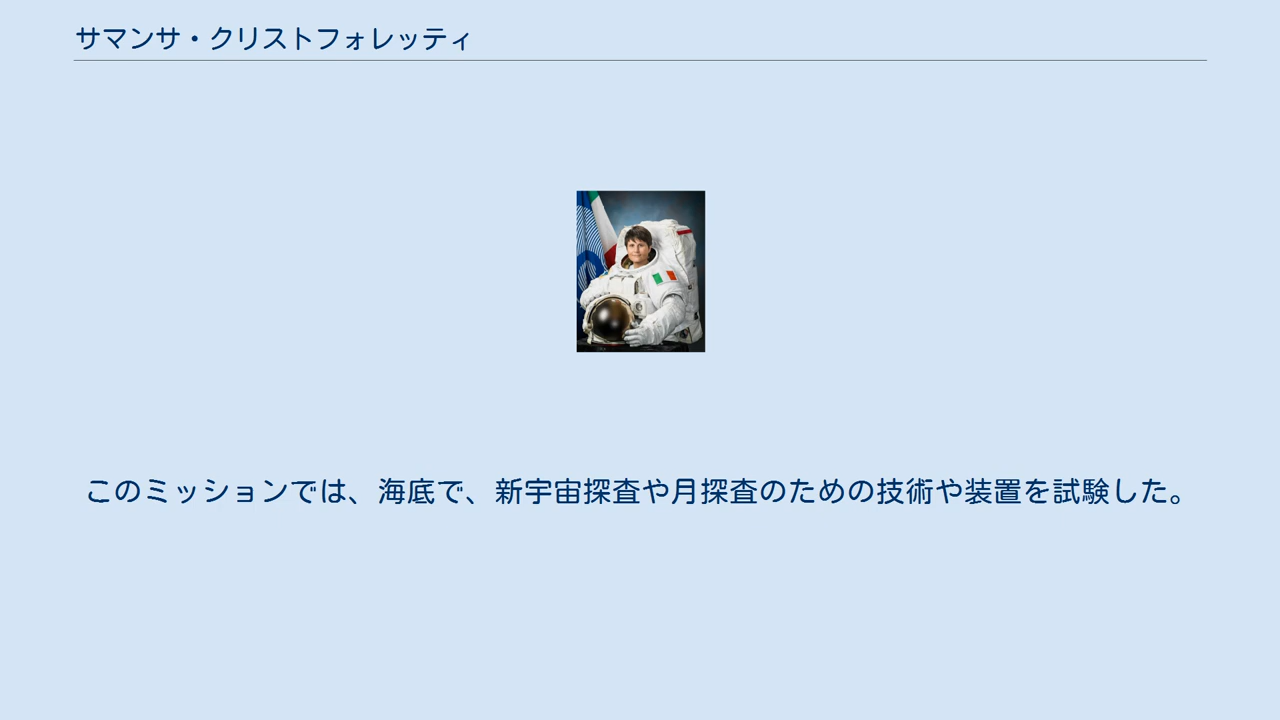 サマンサ・クリストフォレッティ
このミッションでは、海底で、新宇宙探査や月探査のための技術や装置を試験した。